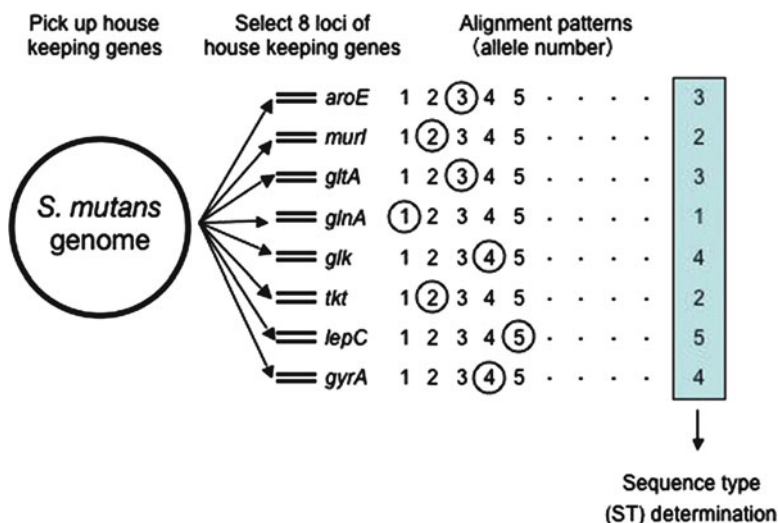 Pick up house
keeping genes
Select 8 loci of
house keeping genes
Alignment patterns
(allele number)
S. mutans
genome
aroE 1 2 3 4 5 · · · · 3
murI 1 2 3 4 5 · · · · 2
gltA 1 2 3 4 5 · · · · 3
glnA 1 2 3 4 5 · · · · 1
glk 1 2 3 4 5 · · · · 4
tkt 1 2 3 4 5 · · · · 2
lepC 1 2 3 4 5 · · · · 5
gyrA 1 2 3 4 5 · · · · 4
Sequence type
(ST) determination